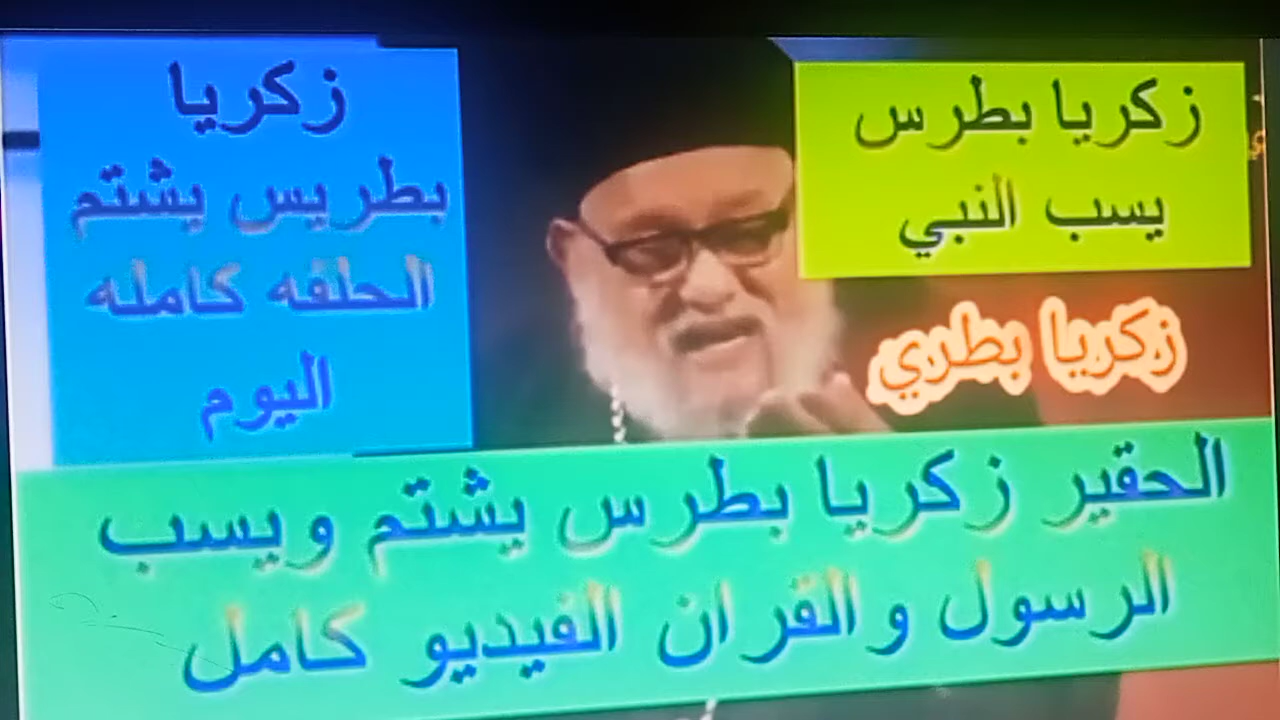 زكريا بطرس
يسب النبي
زكريا
بطريس يشتم
الحلقه كامله
اليوم
زكريا بطري
الحقير زكريا بطرس يشتم ويسب
الرسول والقران الفيديو كامل